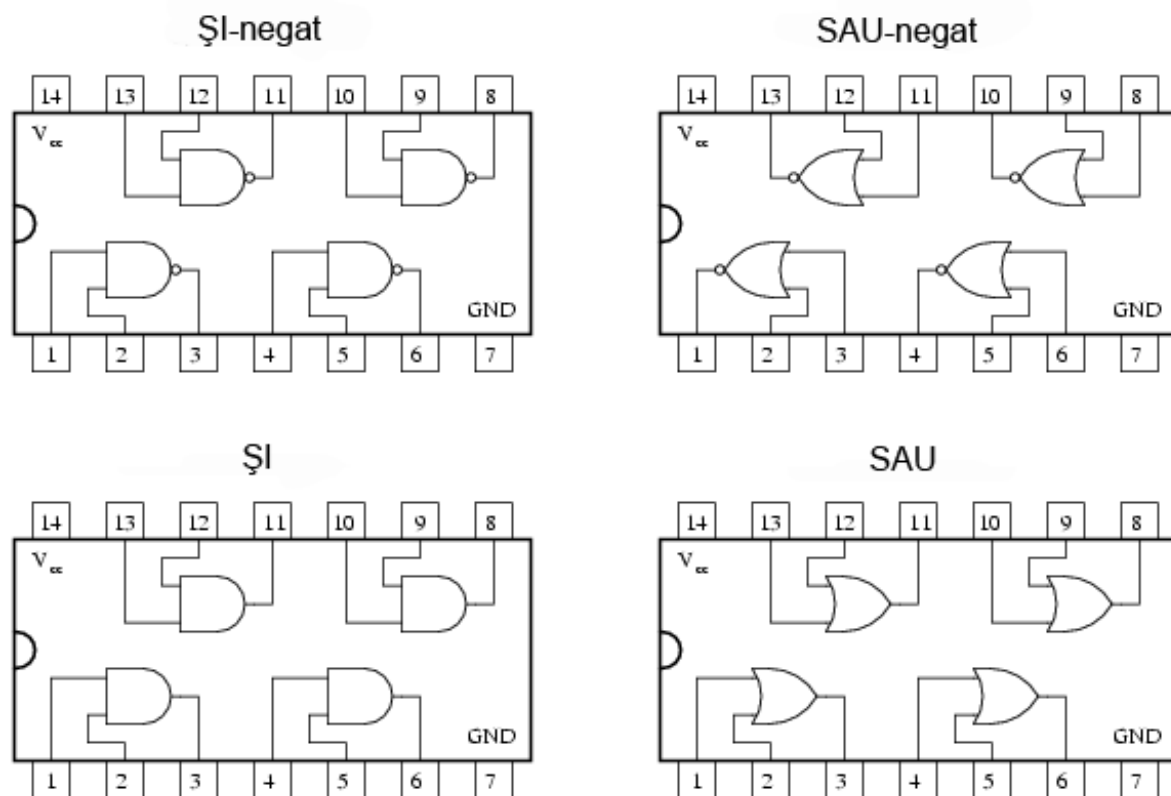 ŞI-negat
SAU-negat
14 13 12 11 10 9 8
14 13 12 11 10 9 8
Vcc
Vcc
GND
GND
1 2 3 4 5 6 7
1 2 3 4 5 6 7
ŞI
SAU
14 13 12 11 10 9 8
14 13 12 11 10 9 8
Vcc
Vcc
GND
GND
1 2 3 4 5 6 7
1 2 3 4 5 6 7